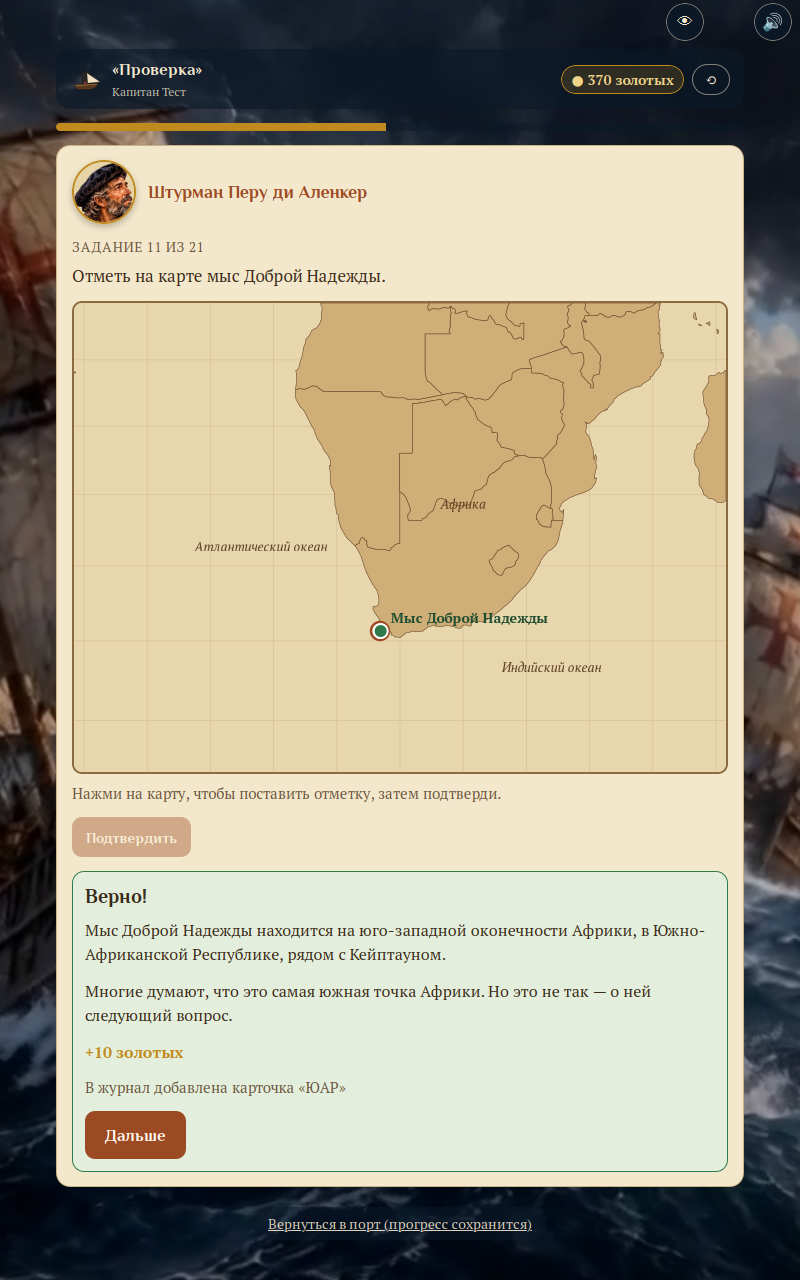 «Проверка»
Капитан Тест
370 золотых
Штурман Перу ди Аленкер
ЗАДАНИЕ 11 ИЗ 21
Отметь на карте мыс Доброй Надежды.
Африка
Атлантический океан
Мыс Доброй Надежды
Индийский океан
Нажми на карту, чтобы поставить отметку, затем подтверди.
Подтвердить
Верно!
Мыс Доброй Надежды находится на юго-западной оконечности Африки, в Южно-
Африканской Республике, рядом с Кейптауном.
Многие думают, что это самая южная точка Африки. Но это не так — о ней
следующий вопрос.
+10 золотых
В журнал добавлена карточка «ЮАР»
Дальше
Вернуться в порт (прогресс сохранится)